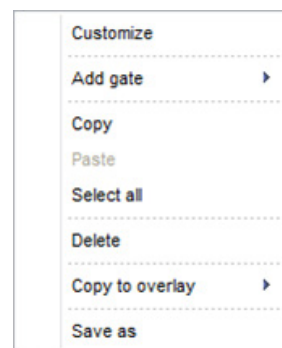 Customize
Add gate
Copy
Paste
Select all
Delete
Copy to overlay
Save as